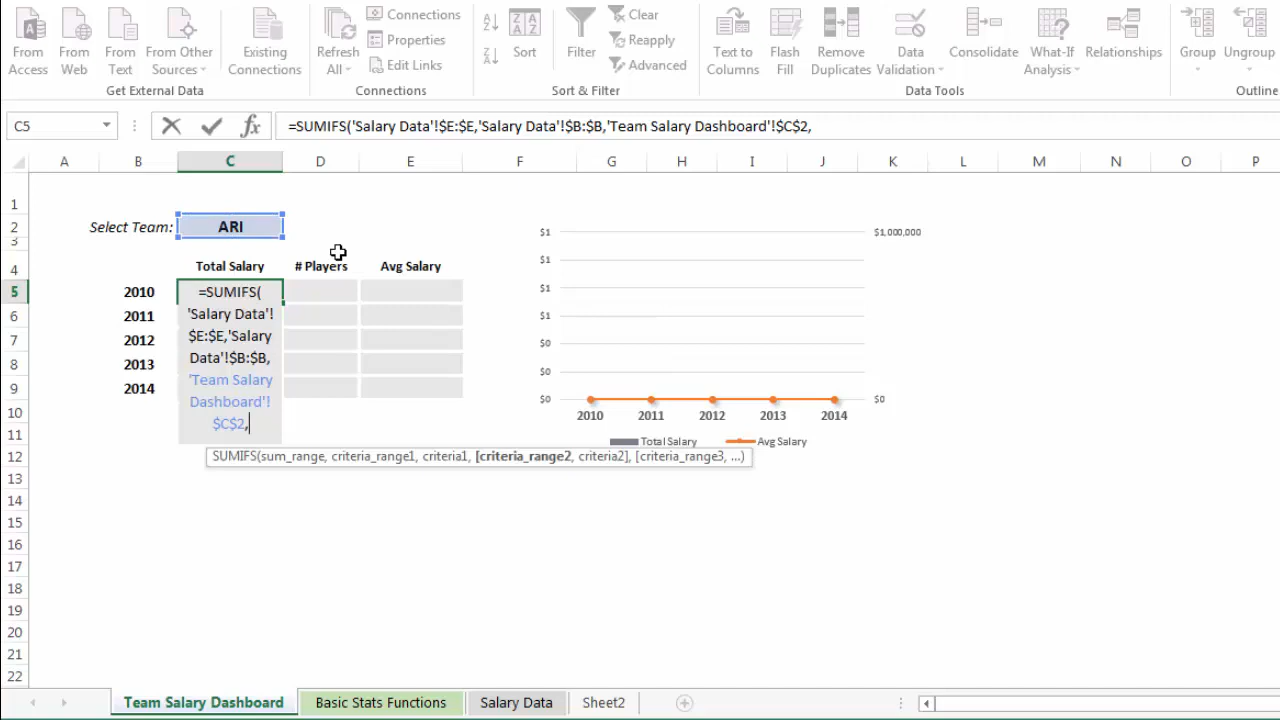 From Access
From Web
From Text
From Other Sources
Existing Connections
Refresh All
Connections
Properties
Edit Links
Sort
Filter
Clear
Reapply
Advanced
Text to Columns
Flash Fill
Remove Duplicates
Data Validation
Consolidate
What-If Analysis
Relationships
Group
Ungroup
Get External Data
Connections
Sort & Filter
Data Tools
Outline
C5
fx
=SUMIFS('Salary Data'!$E:$E,'Salary Data'!$B:$B,'Team Salary Dashboard'!$C$2,
A B C D E F G H I J K L M N O P
1
2 Select Team: ARI
3
4 Total Salary # Players Avg Salary
5 2010 =SUMIFS(
'Salary Data'!
6 2011
$E:$E,'Salary
7 2012
Data'!$B:$B,
8 2013
'Team Salary
9 2014
Dashboard'!
10
$C$2,
11
12
SUMIFS(sum_range, criteria_range1, criteria1, [criteria_range2, criteria2], [criteria_range3, ...)
13
14
15
16
17
18
19
20
21
22
$1 $1,000,000
$1
$1
$1
$0
$0
$0 $0
2010 2011 2012 2013 2014
Total Salary Avg Salary
Team Salary Dashboard Basic Stats Functions Salary Data Sheet2